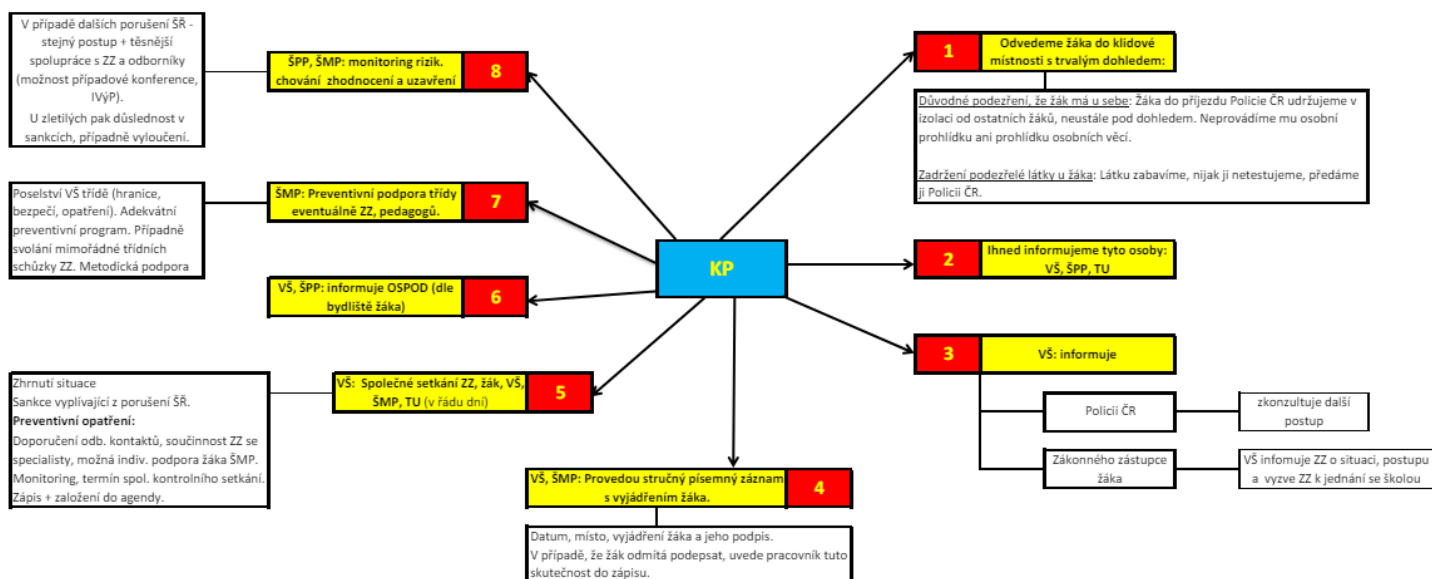 KP
1
Odvedeme žáka do klidové
místnosti s trvalým dohledem:
Důvodné podezření, že žák má u sebe: Žáka do příjezdu Policie ČR udržujeme v
izolaci od ostatních žáků, neustále pod dohledem. Neprovádíme mu osobní
prohlídku ani prohlídku osobních věcí.
Zadržení podezřelé látky u žáka: Látku zabavíme, nijak ji netestujeme, předáme
ji Policii ČR.
2
Ihned informujeme tyto osoby:
VŠ, ŠPP, TU
3
VŠ: informuje
Policii ČR
zkonzultuje další
postup
Zákonného zástupce
žáka
VŠ infomuje ZZ o situaci, postupu
a vyzve ZZ k jednání se školou
VŠ, ŠMP: Provedou stručný písemný záznam
s vyjádřením žáka.
4
Datum, místo, vyjádření žáka a jeho podpis.
V případě, že žák odmítá podepsat, uvede pracovník tuto
skutečnost do zápisu.
VŠ: Společné setkání ZZ, žák, VŠ,
ŠMP, TU (v řádu dní)
5
Zhrnutí situace
Sankce vyplívající z porušení ŠŘ.
Preventivní opatření:
Doporučení odb. kontaktů, součinnost ZZ se
specialisty, možná indiv. podpora žáka ŠMP.
Monitoring, termín spol. kontrolního setkání.
Zápis + založení do agendy.
VŠ, ŠPP: informuje OSPOD (dle
bydliště žáka)
6
ŠMP: Preventivní podpora třídy
eventuálně ZZ, pedagogů.
7
Poselství VŠ třídě (hranice,
bezpečí, opatření). Adekvátní
preventivní program. Případně
svolání mimořádné třídních
schůzky ZZ. Metodická podpora
ŠPP, ŠMP: monitoring rizik.
chování zhodnocení a uzavření
8
V případě dalších porušení ŠŘ -
stejný postup + těsnější
spolupráce s ZZ a odborníky
(možnost případové konference,
IVýP).
U zletilých pak důslednost v
sankcích, případně vyloučení.